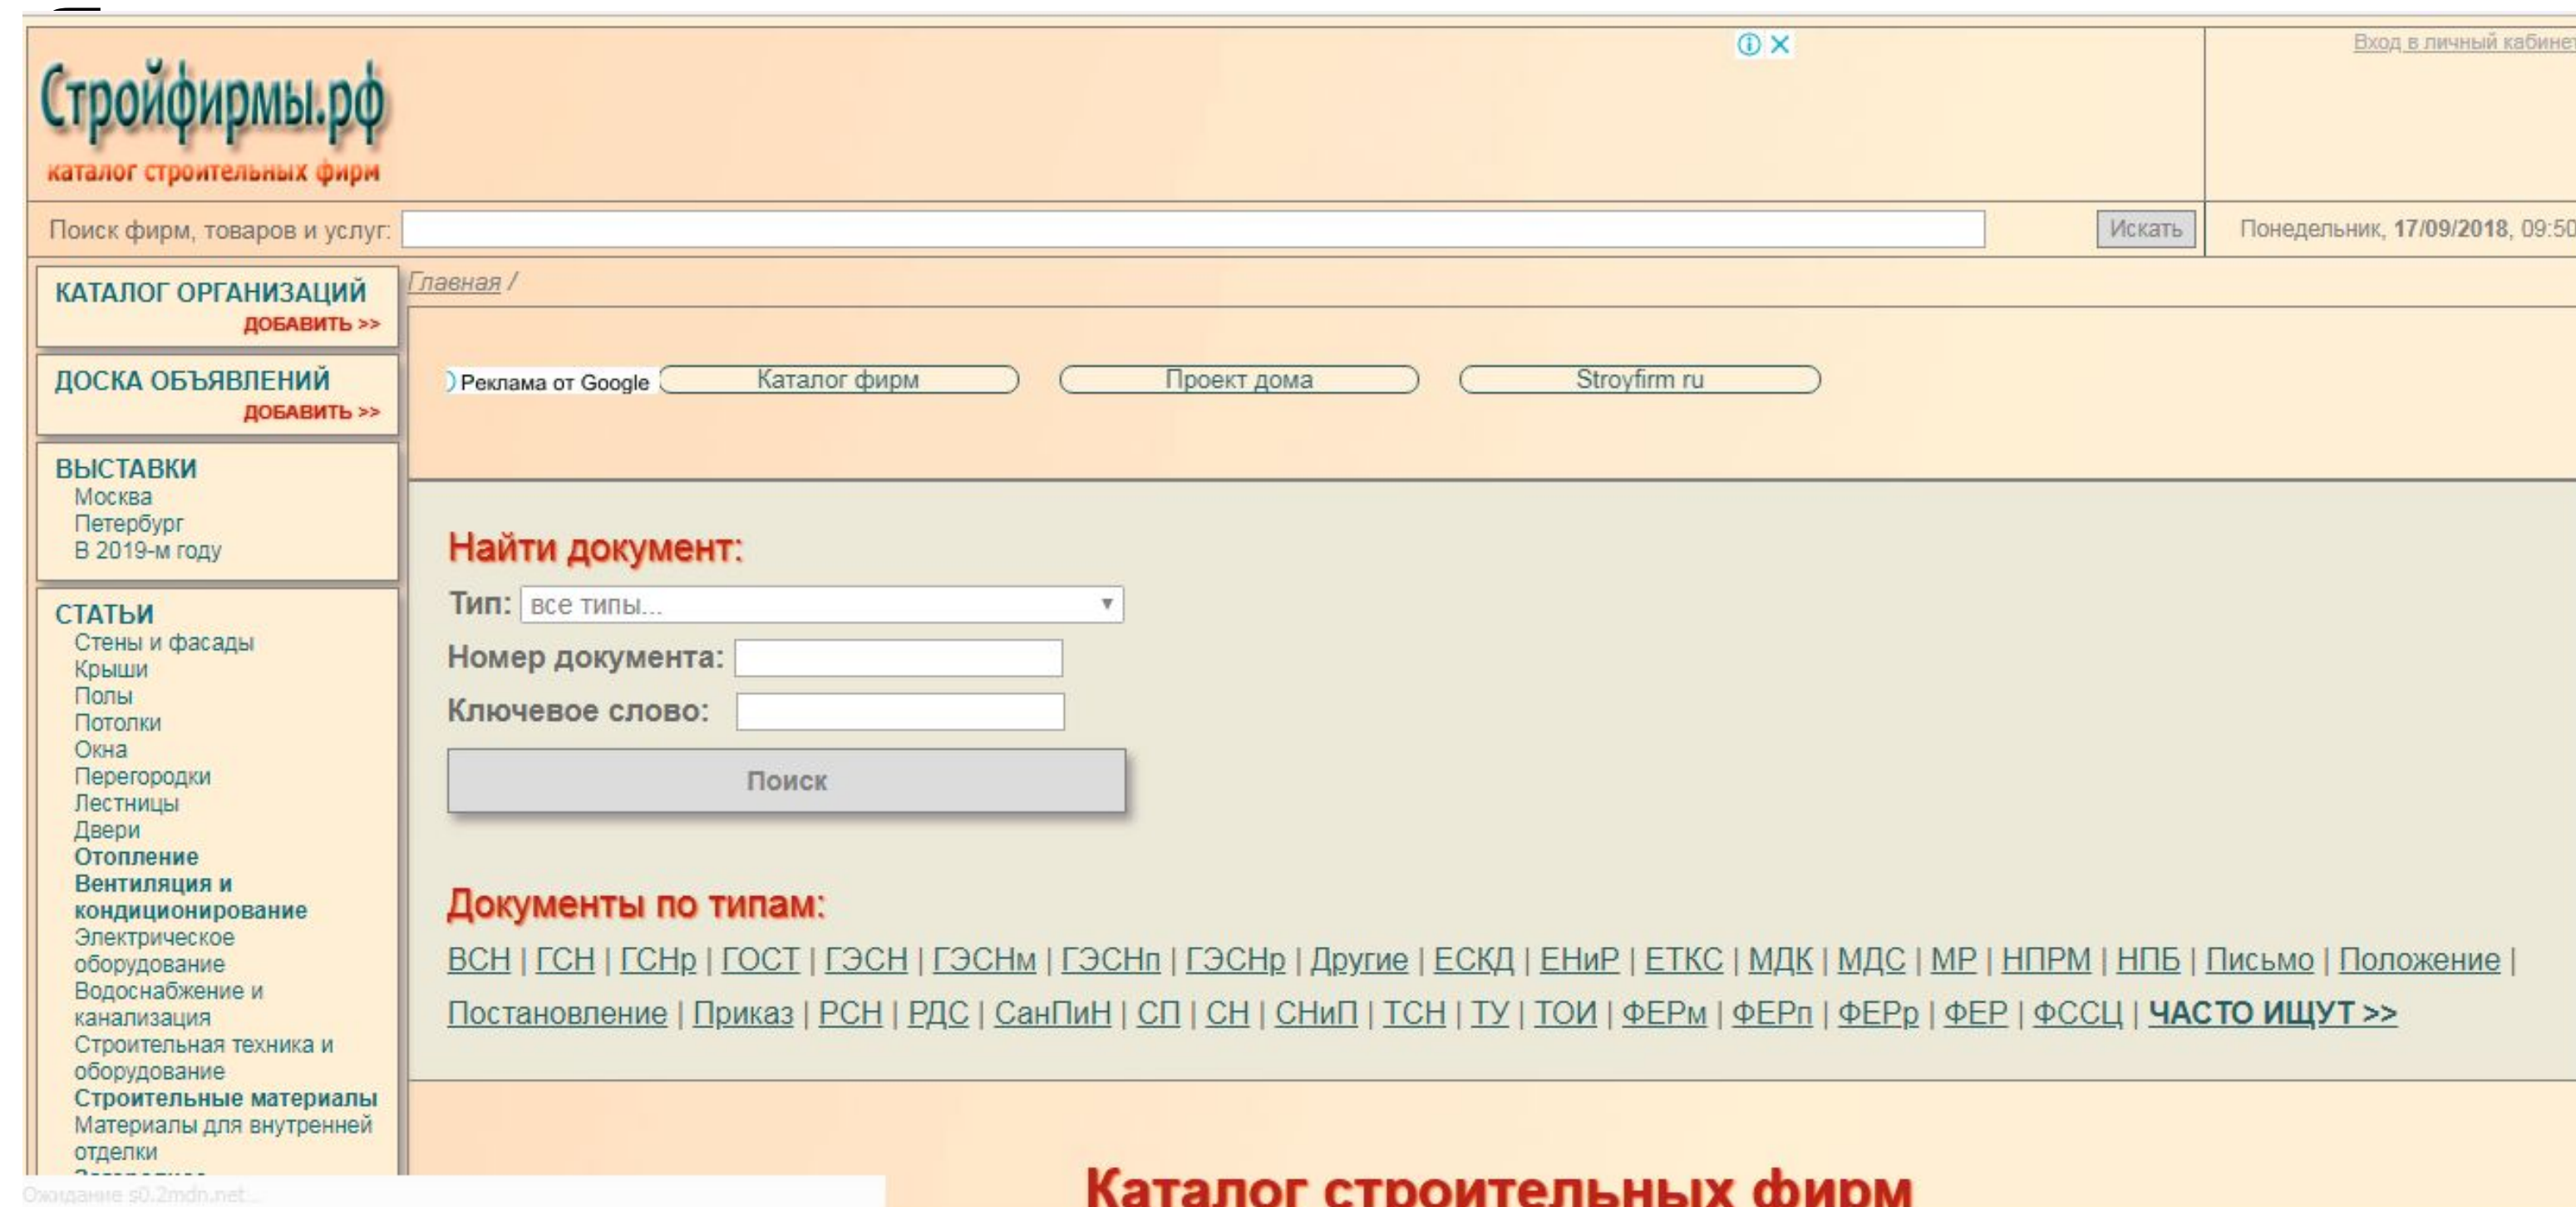 Стройфирмы.рф
каталог строительных фирм
Вход в личный кабинет
Поиск фирм, товаров и услуг:
Искать
Понедельник, 17/09/2018, 09:50
КАТАЛОГ ОРГАНИЗАЦИЙ
ДОБАВИТЬ >>
ДОСКА ОБЪЯВЛЕНИЙ
ДОБАВИТЬ >>
ВЫСТАВКИ
Москва
Петербург
В 2019-м году
СТАТЬИ
Стены и фасады
Крыши
Полы
Потолки
Окна
Перегородки
Лестницы
Двери
Отопление
Вентиляция и
кондиционирование
Электрическое
оборудование
Водоснабжение и
канализация
Строительная техника и
оборудование
Строительные материалы
Материалы для внутренней
отделки
Главная /
Реклама от Google
Каталог фирм
Проект дома
Stroyfirm ru
Найти документ:
Тип: все типы...
Номер документа:
Ключевое слово:
Поиск
Документы по типам:
ВСН | ГСН | ГСНр | ГОСТ | ГЭСН | ГЭСНм | ГЭСНп | ГЭСНр | Другие | ЕСКД | ЕНиР | ЕТКС | МДК | МДС | МР | НПРМ | НПБ | Письмо | Положение |
Постановление | Приказ | РСН | РДС | СанПиН | СП | СН | СНиП | ТСН | ТУ | ТОИ | ФЕРм | ФЕРп | ФЕРр | ФЕР | ФССЦ | ЧАСТО ИЩУТ >>
Каталог строительных фирм
Ожидание s0.2mdn.net...